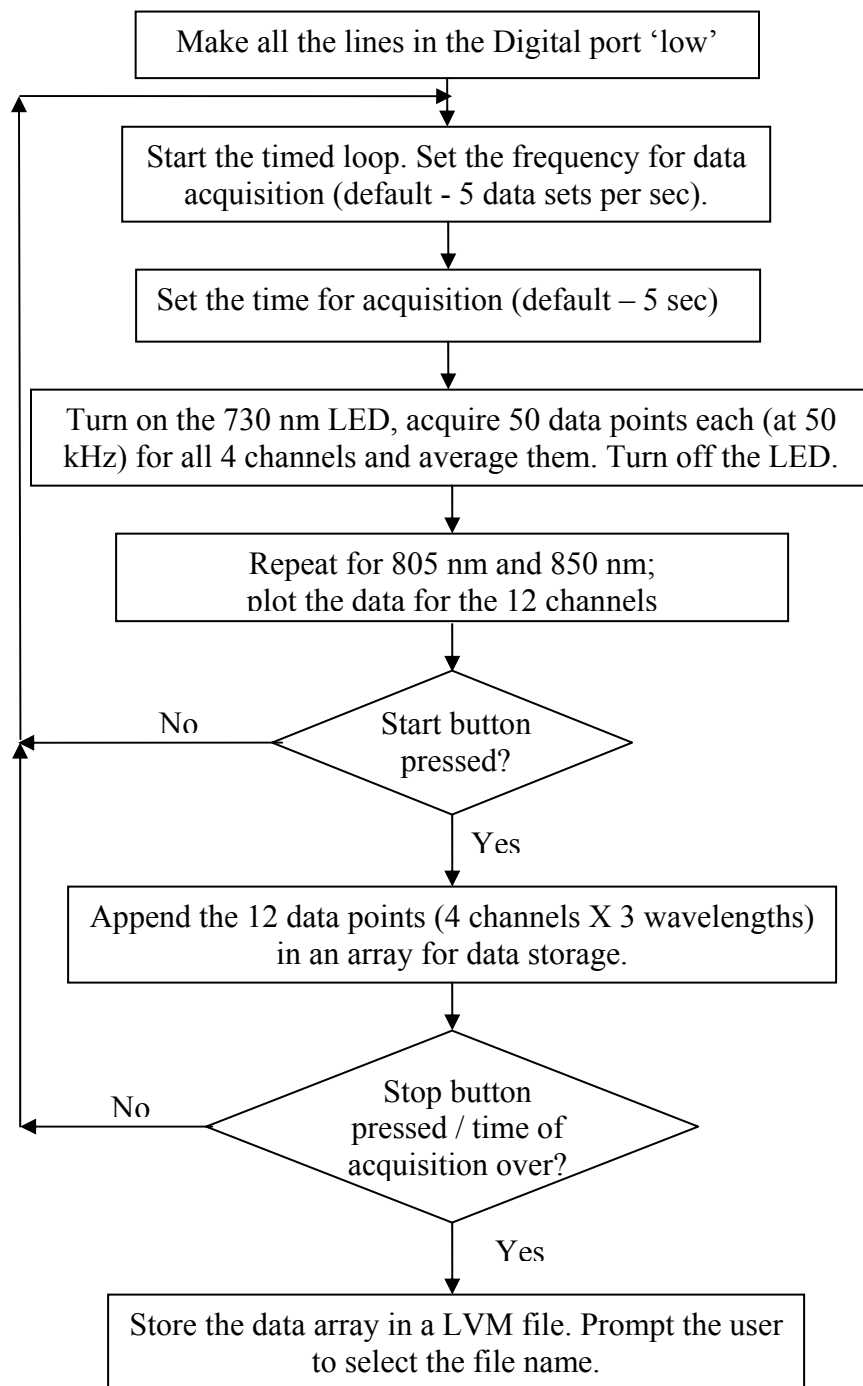 Make all the lines in the Digital port ‘low’
Start the timed loop. Set the frequency for data
acquisition (default - 5 data sets per sec).
Set the time for acquisition (default – 5 sec)
Turn on the 730 nm LED, acquire 50 data points each (at 50
kHz) for all 4 channels and average them. Turn off the LED.
Repeat for 805 nm and 850 nm;
plot the data for the 12 channels
No
Start button
pressed?
Yes
Append the 12 data points (4 channels X 3 wavelengths)
in an array for data storage.
No
Stop button
pressed / time of
acquisition over?
Yes
Store the data array in a LVM file. Prompt the user
to select the file name.